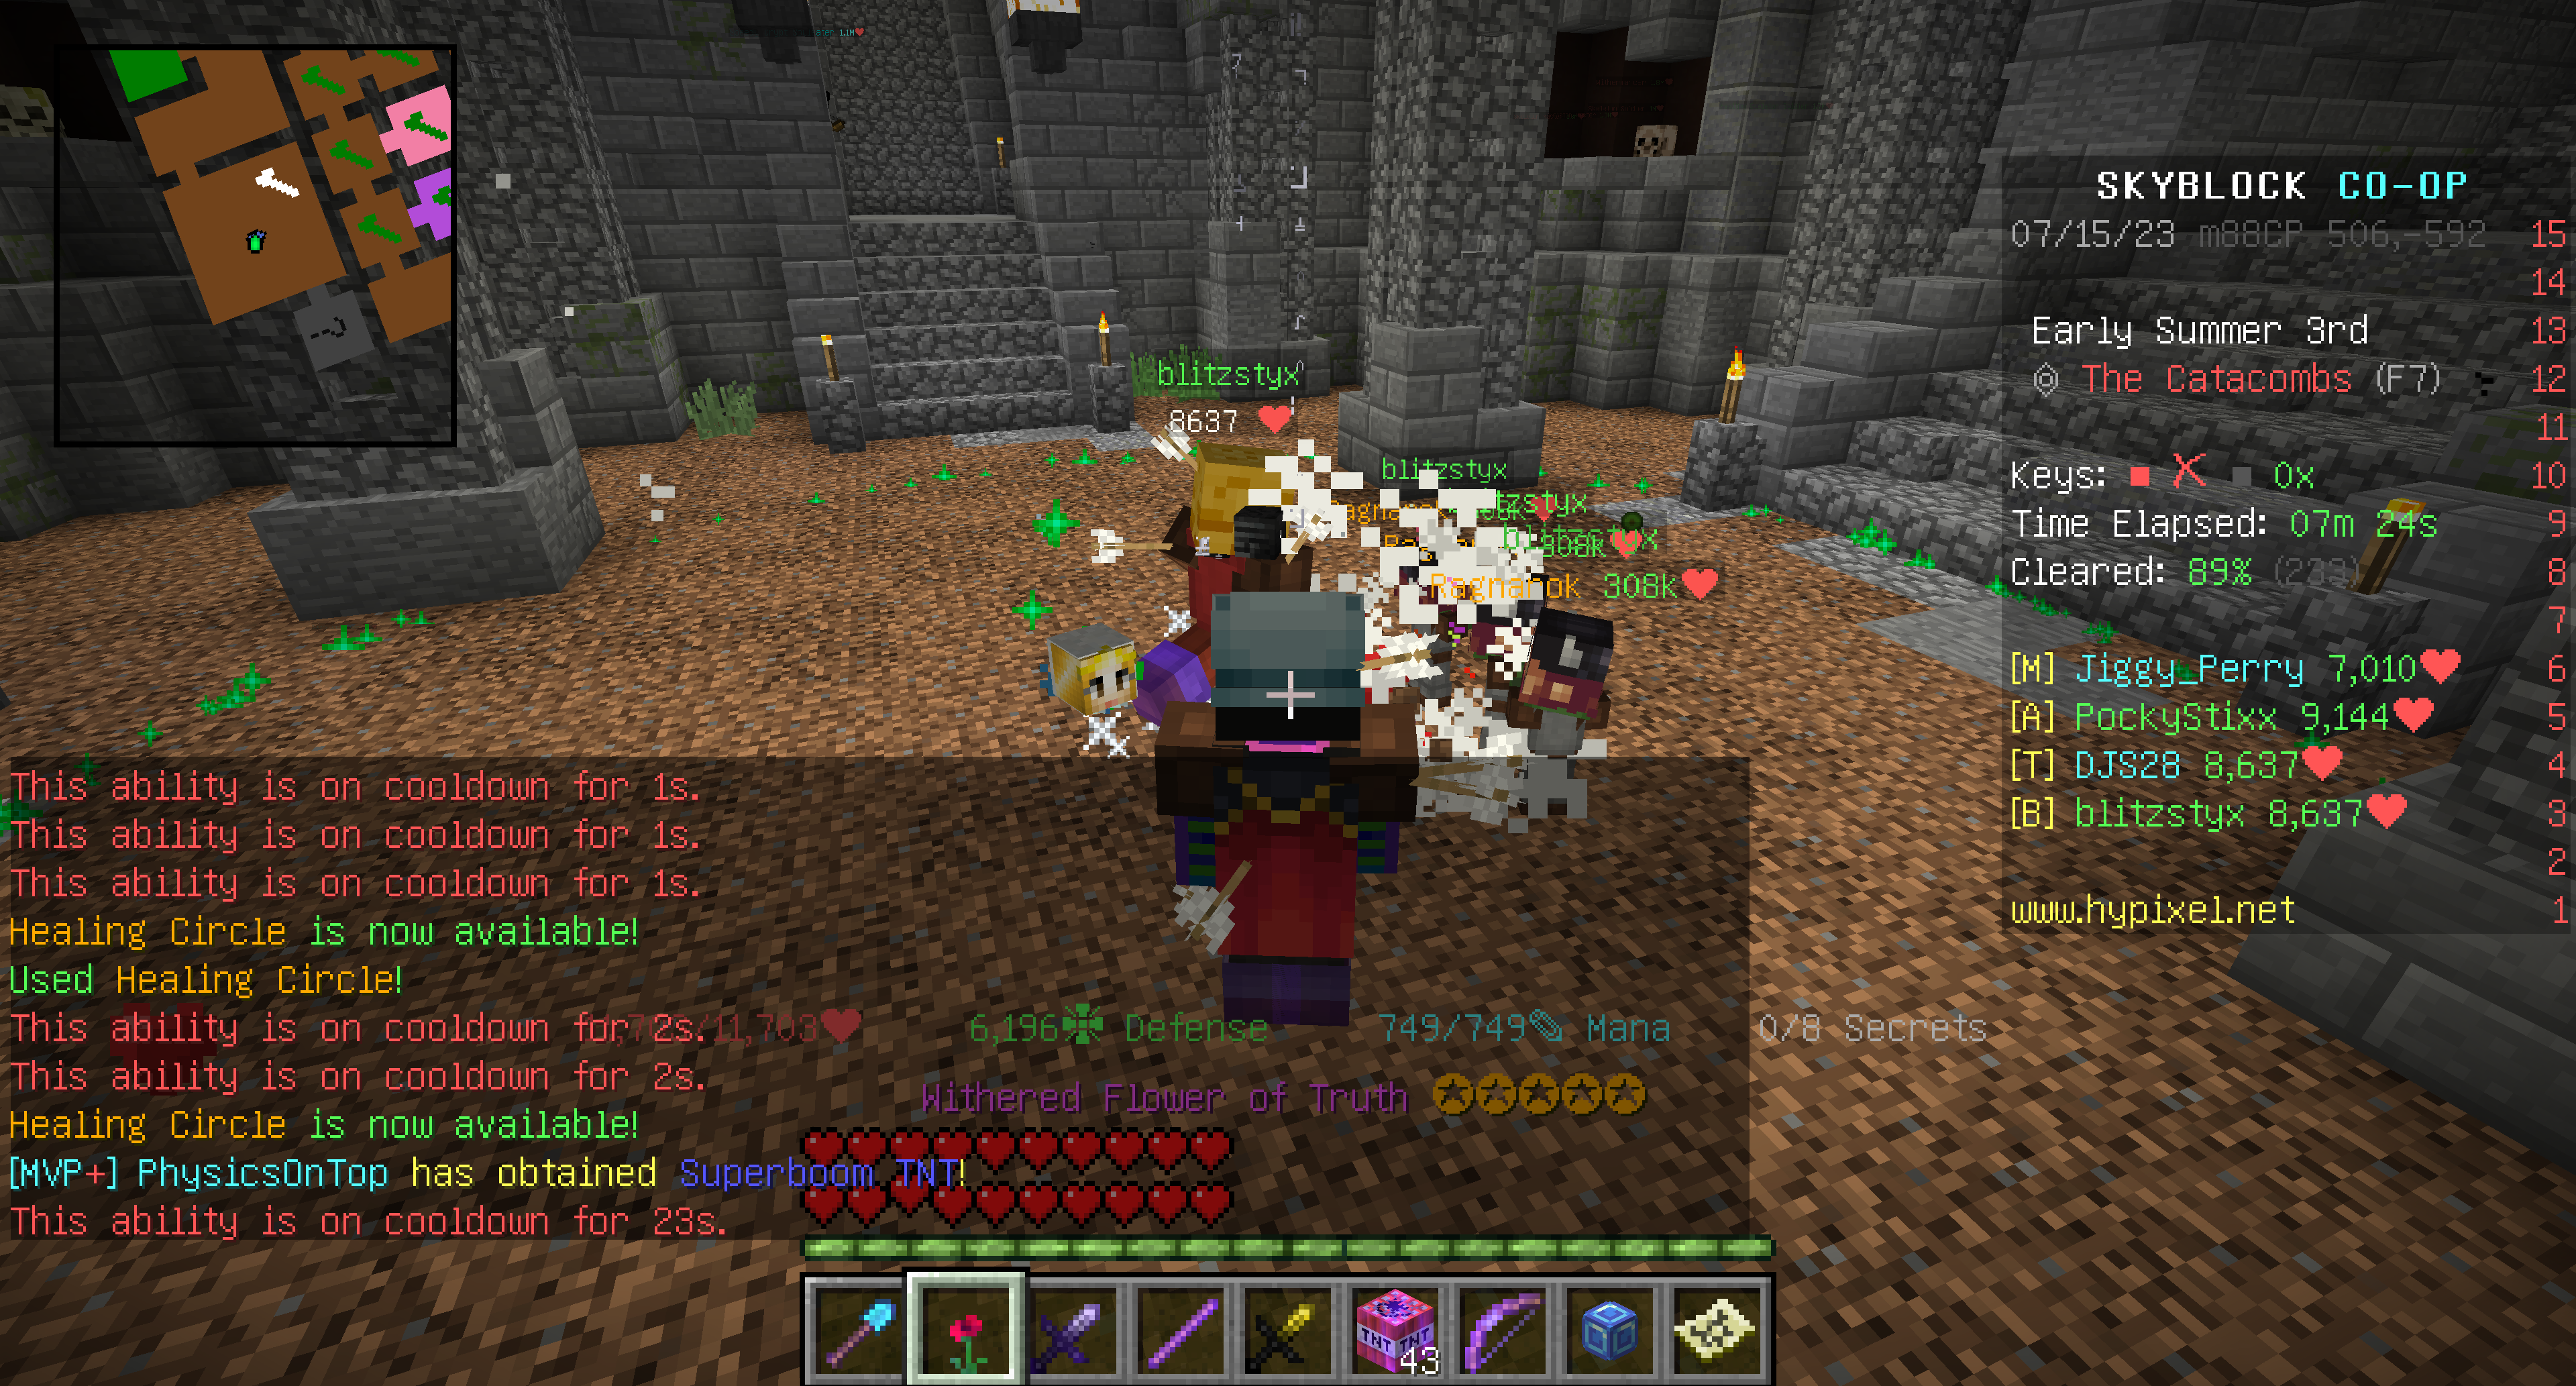 SKYBLOCK CO-OP
07/15/23 m88CP 506,-592 15
14
Early Summer 3rd 13
The Catacombs (F7) 12
11
Keys: 0x 10
Time Elapsed: 07m 24s 9
Cleared: 89% 8
7
[M] Jiggy_Perry 7,010 6
[A] PockyStixx 9,144 5
[T] DJS28 8,637 4
[B] blitzstyx 8,637 3
2
www.hypixel.net 1
1.1M
blitzstyx
8637
blitzstyx
Ragnarok 308k
This ability is on cooldown for 1s.
This ability is on cooldown for 1s.
This ability is on cooldown for 1s.
Healing Circle is now available!
Used Healing Circle!
This ability is on cooldown for 2s.
/11,703 6,196 Defense 749/749 Mana 0/8 Secrets
This ability is on cooldown for 2s.
Withered Flower of Truth
Healing Circle is now available!
[MVP+] PhysicsOnTop has obtained Superboom TNT!
This ability is on cooldown for 23s.
TNT TNT
43